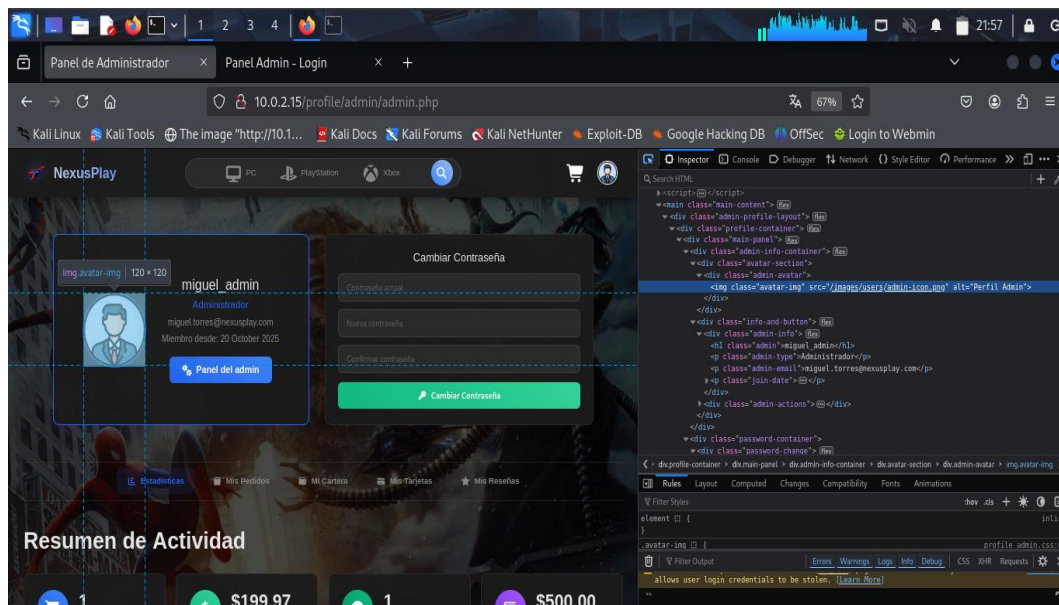 1 2 3 4
21:57
Panel de Administrador
Panel Admin - Login
10.0.2.15/profile/admin/admin.php
67%
Kali Linux Kali Tools The image "http://10.1... Kali Docs Kali Forums Kali NetHunter Exploit-DB Google Hacking DB OffSec Login to Webmin
NexusPlay
PC PlayStation Xbox
img.avatar-img | 120 × 120
miguel_admin
Administrador
miguel.torres@nexusplay.com
Miembro desde: 20 October 2025
Panel del admin
Cambiar Contraseña
Contraseña actual
Nueva contraseña
Confirmar contraseña
Cambiar Contraseña
Estadísticas Mis Pedidos Mi Cartera Mis Tarjetas Mis Reseñas
Resumen de Actividad
1 $199.97 1 $500.00
Inspector Console Debugger Network Style Editor Performance
Search HTML
<script></script>
<main class="main-content"> flex
<div class="admin-profile-layout"> flex
<div class="profile-container"> flex
<div class="main-panel"> flex
<div class="admin-info-container"> flex
<div class="avatar-section">
<div class="admin-avatar">
<img class="avatar-img" src="/images/users/admin-icon.png" alt="Perfil Admin">
</div>
</div>
<div class="info-and-button"> flex
<div class="admin-info"> flex
<h1 class="admin">miguel_admin</h1>
<p class="admin-type">Administrador</p>
<p class="admin-email">miguel.torres@nexusplay.com</p>
<p class="join-date"></p>
</div>
<div class="admin-actions"></div>
</div>
</div>
<div class="password-container">
<div class="password-change"> flex
div.profile-container > div.main-panel > div.admin-info-container > div.avatar-section > div.admin-avatar > img.avatar-img
Rules Layout Computed Changes Compatibility Fonts Animations
Filter Styles
:hov .cls
element {
}
.avatar-img {
profile_admin.css:
Filter Output
Errors Warnings Logs Info Debug CSS XHR Requests
allows user login credentials to be stolen. [Learn More]